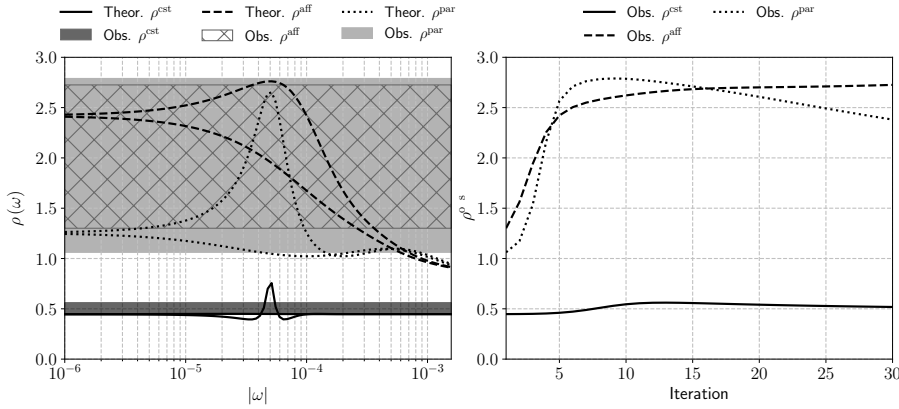 Theor. ρ^cst Theor. ρ^aff Theor. ρ^par
Obs. ρ^cst Obs. ρ^aff Obs. ρ^par
3.0
2.5
2.0
1.5
1.0
0.5
0.0
ρ(ω)
10^−6 10^−5 10^−4 10^−3
|ω|
Obs. ρ^cst Obs. ρ^par
Obs. ρ^aff
3.0
2.5
2.0
1.5
1.0
0.5
0.0
ρ^o s
5 10 15 20 25 30
Iteration